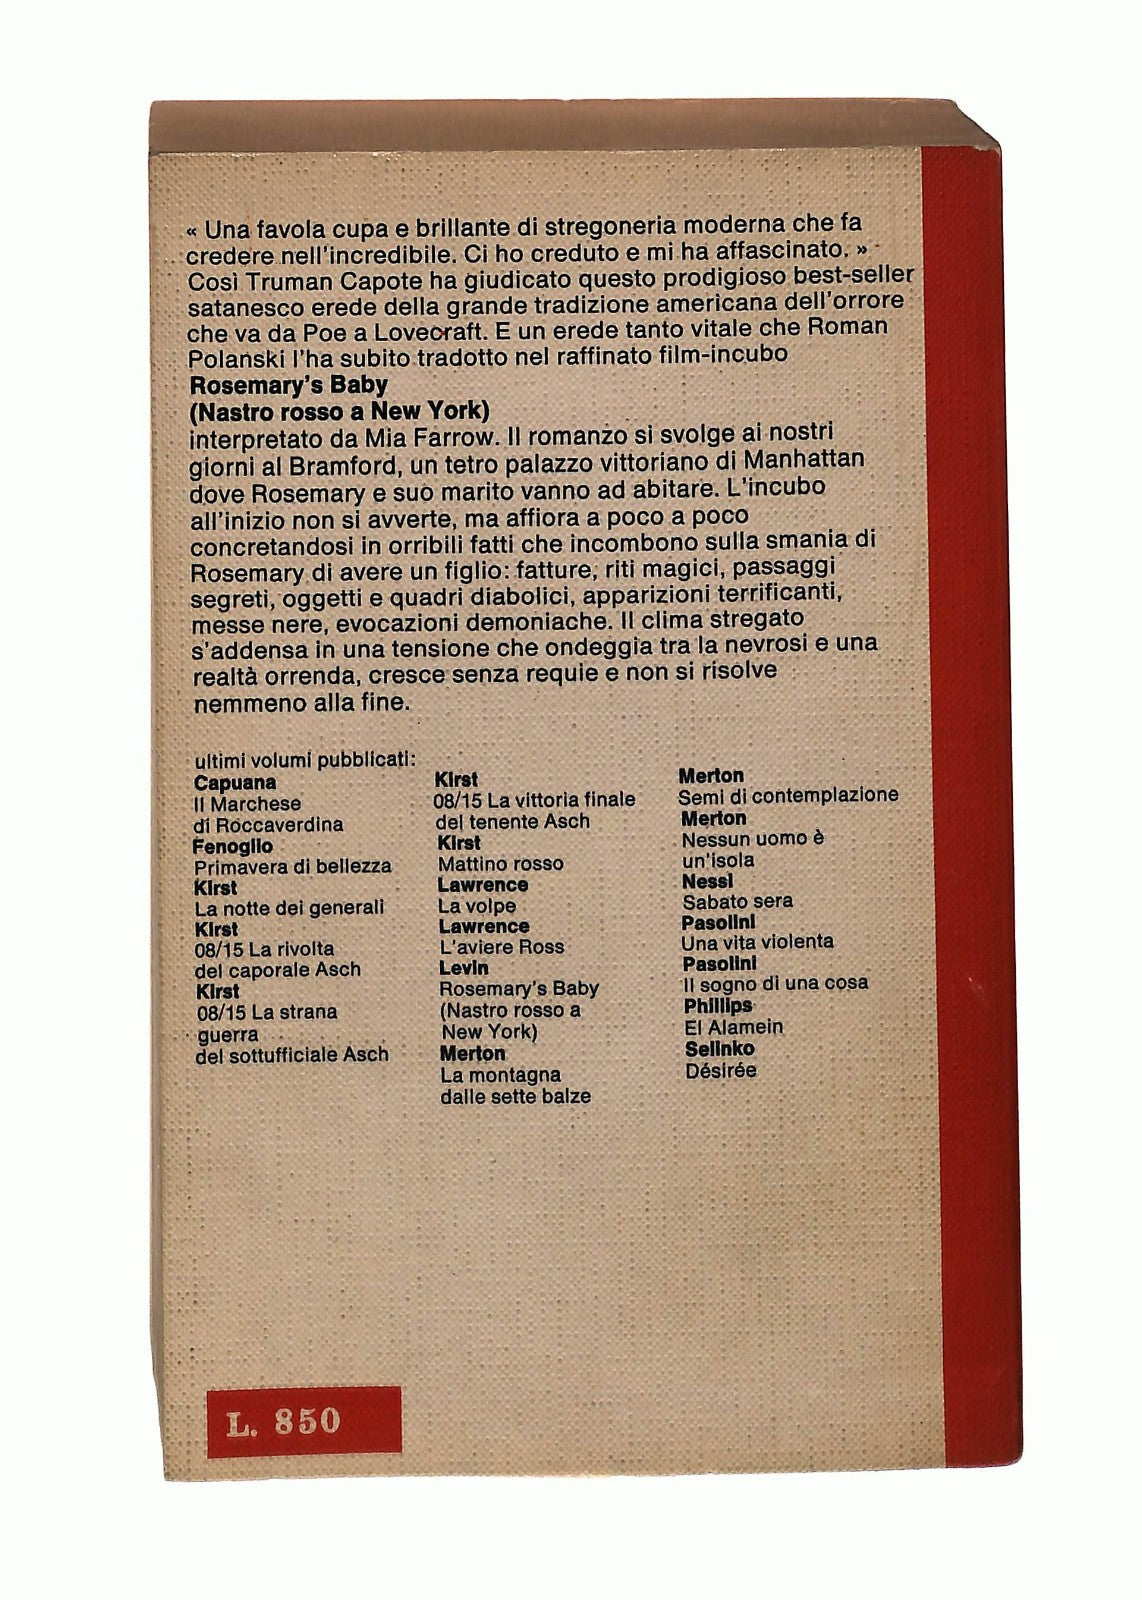 « Una favola cupa e brillante di stregoneria moderna che fa
credere nell'incredibile. Ci ho creduto e mi ha affascinato. »
Così Truman Capote ha giudicato questo prodigioso best-seller
satanesco erede della grande tradizione americana dell'orrore
che va da Poe a Lovecraft. E un erede tanto vitale che Roman
Polanski l'ha subito tradotto nel raffinato film-incubo
Rosemary's Baby
(Nastro rosso a New York)
interpretato da Mia Farrow. Il romanzo si svolge ai nostri
giorni al Bramford, un tetro palazzo vittoriano di Manhattan
dove Rosemary e suo marito vanno ad abitare. L'incubo
all'inizio non si avverte, ma affiora a poco a poco
concretandosi in orribili fatti che incombono sulla smania di
Rosemary di avere un figlio: fatture, riti magici, passaggi
segreti, oggetti e quadri diabolici, apparizioni terrificanti,
messe nere, evocazioni demoniache. Il clima stregato
s'addensa in una tensione che ondeggia tra la nevrosi e una
realtà orrenda, cresce senza requie e non si risolve
nemmeno alla fine.
ultimi volumi pubblicati:
Capuana
Il Marchese
di Roccaverdina
Fenoglio
Primavera di bellezza
Kirst
La notte dei generali
Kirst
08/15 La rivolta
del caporale Asch
Kirst
08/15 La strana
guerra
del sottufficiale Asch
Kirst
08/15 La vittoria finale
del tenente Asch
Kirst
Mattino rosso
Lawrence
La volpe
Lawrence
L'aviere Ross
Levin
Rosemary's Baby
(Nastro rosso a
New York)
Merton
La montagna
dalle sette balze
Merton
Semi di contemplazione
Merton
Nessun uomo è
un'isola
Nessi
Sabato sera
Pasolini
Una vita violenta
Pasolini
Il sogno di una cosa
Phillips
El Alamein
Selinko
Désirée
L. 850